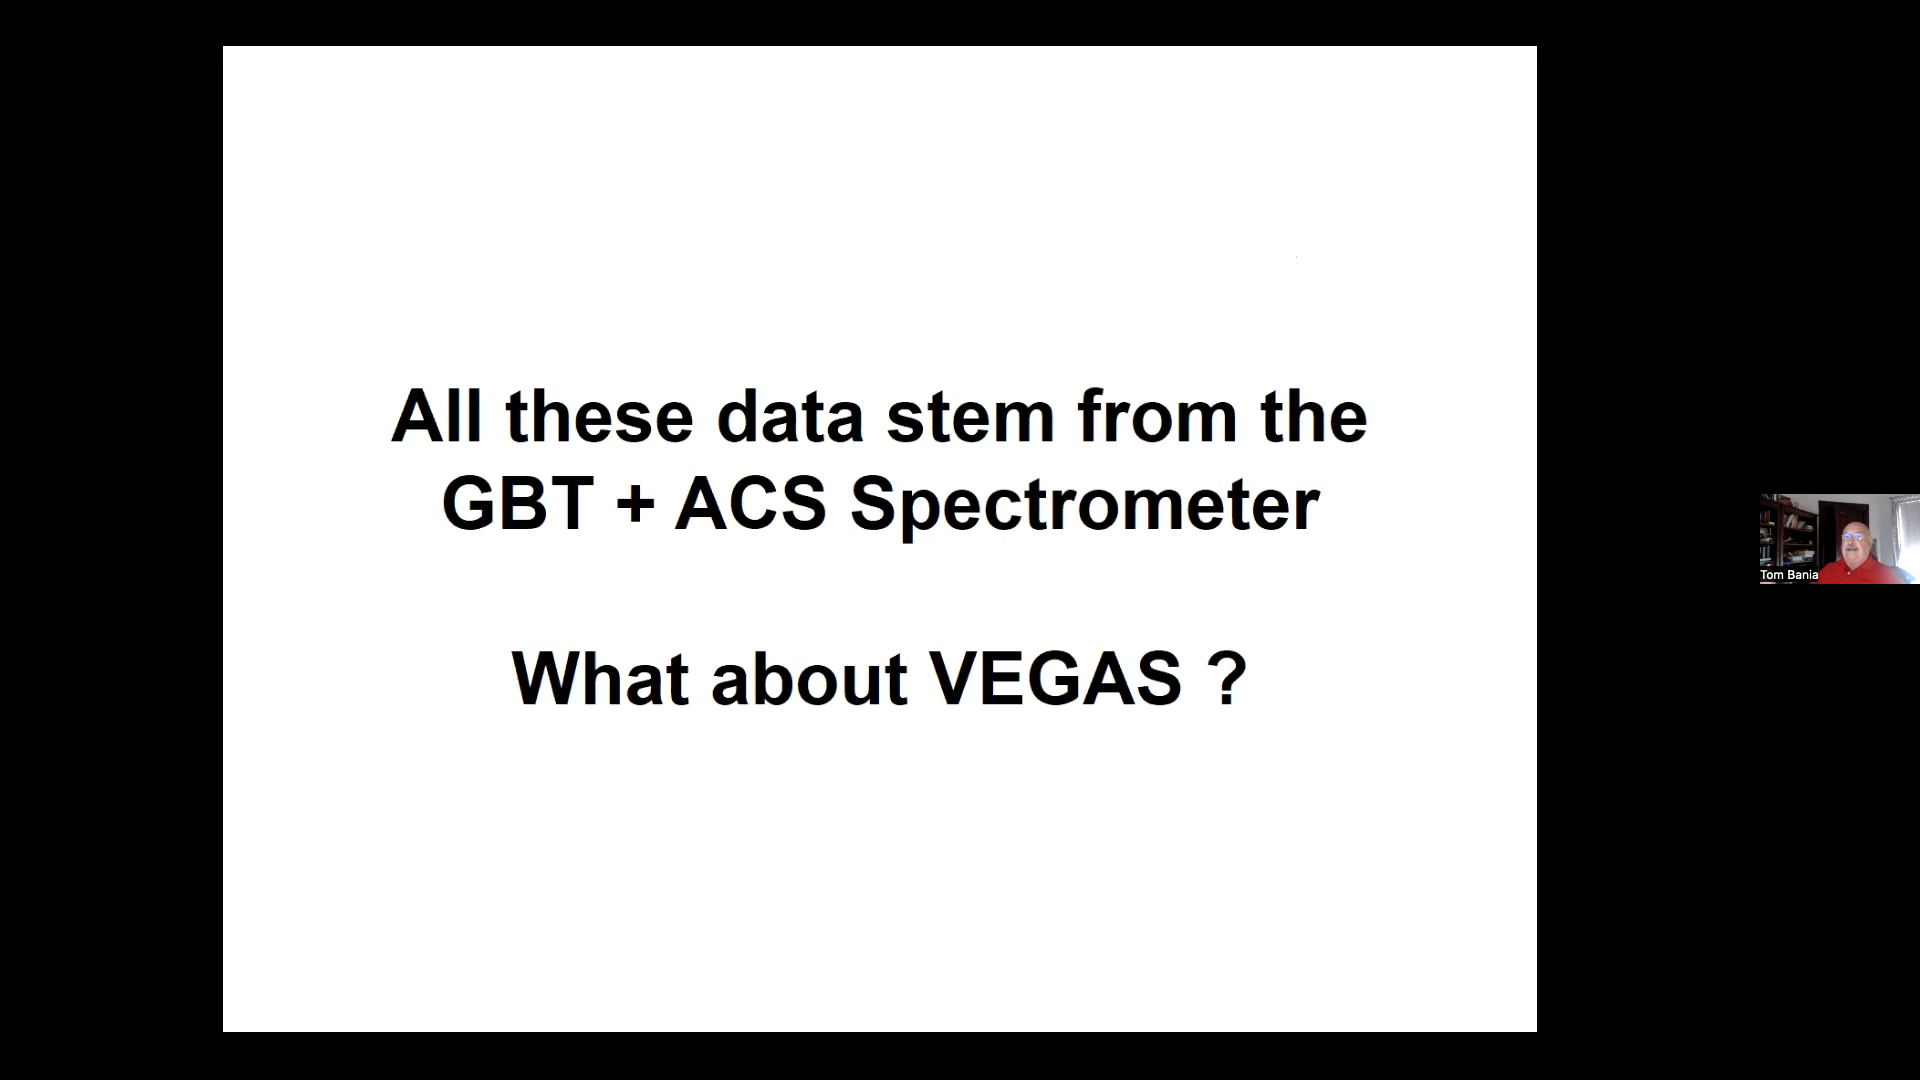 All these data stem from the
GBT + ACS Spectrometer
What about VEGAS ?
Tom Bania